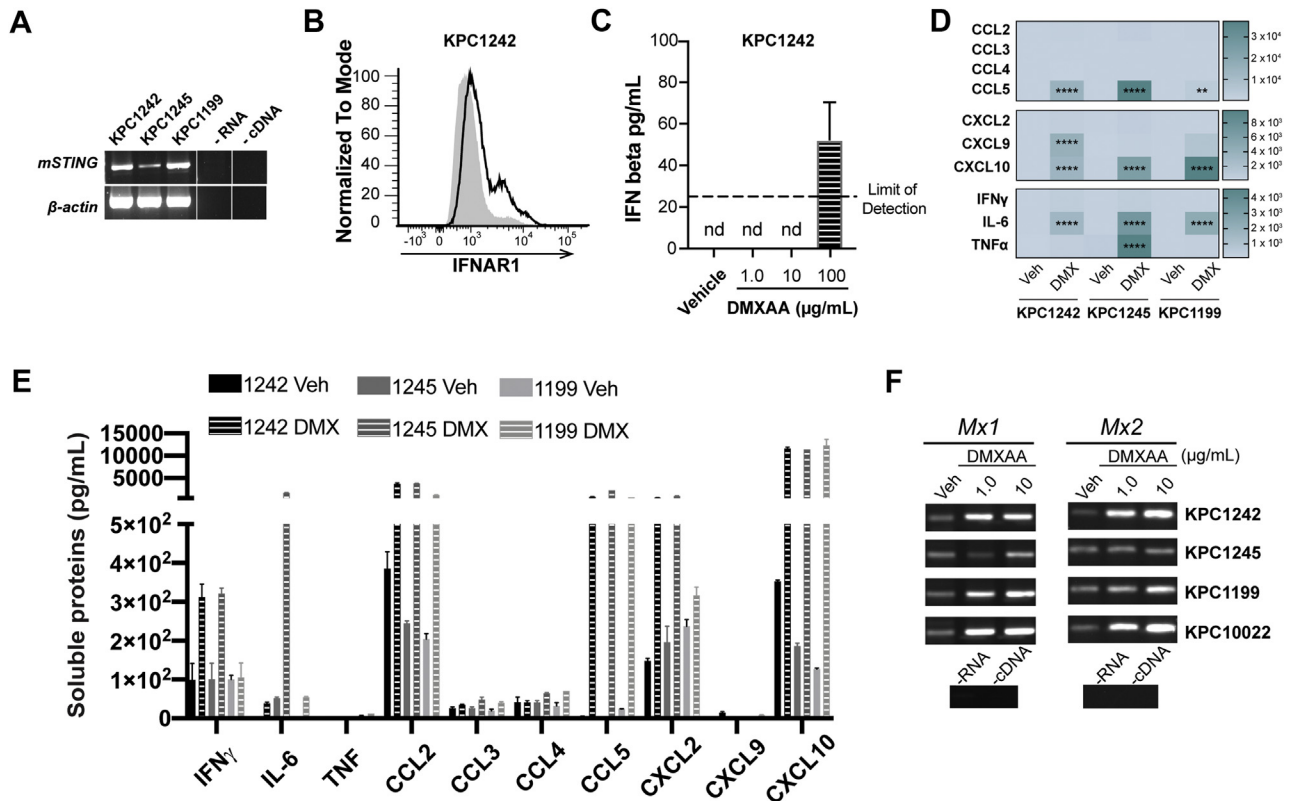 A
KPC1242
KPC1245
KPC1199
- RNA
- cDNA
mSTING
β-actin
B
KPC1242
Normalized To Mode
100
80
60
40
20
0
-10³ 0 10³ 10⁴ 10⁵
IFNAR1
C
KPC1242
IFN beta pg/mL
100
80
60
40
20
0
nd nd nd
Limit of
Detection
Vehicle
1.0 10 100
DMXAA (µg/mL)
D
CCL2
CCL3
CCL4
CCL5
**** **** **
3 x 10⁴
2 x 10⁴
1 x 10⁴
CXCL2
CXCL9
CXCL10
****
**** **** ****
8 x 10³
6 x 10³
4 x 10³
2 x 10³
IFNγ
IL-6
TNFα
**** **** ****
****
4 x 10³
3 x 10³
2 x 10³
1 x 10³
Veh DMX Veh DMX Veh DMX
KPC1242 KPC1245 KPC1199
E
1242 Veh 1245 Veh 1199 Veh
1242 DMX 1245 DMX 1199 DMX
Soluble proteins (pg/mL)
15000
10000
5000
5×10²
4×10²
3×10²
2×10²
1×10²
0
IFNγ IL-6 TNF CCL2 CCL3 CCL4 CCL5 CXCL2 CXCL9 CXCL10
F
Mx1 Mx2
DMXAA DMXAA (µg/mL)
Veh 1.0 10 Veh 1.0 10
KPC1242
KPC1245
KPC1199
KPC10022
-RNA -cDNA -RNA -cDNA